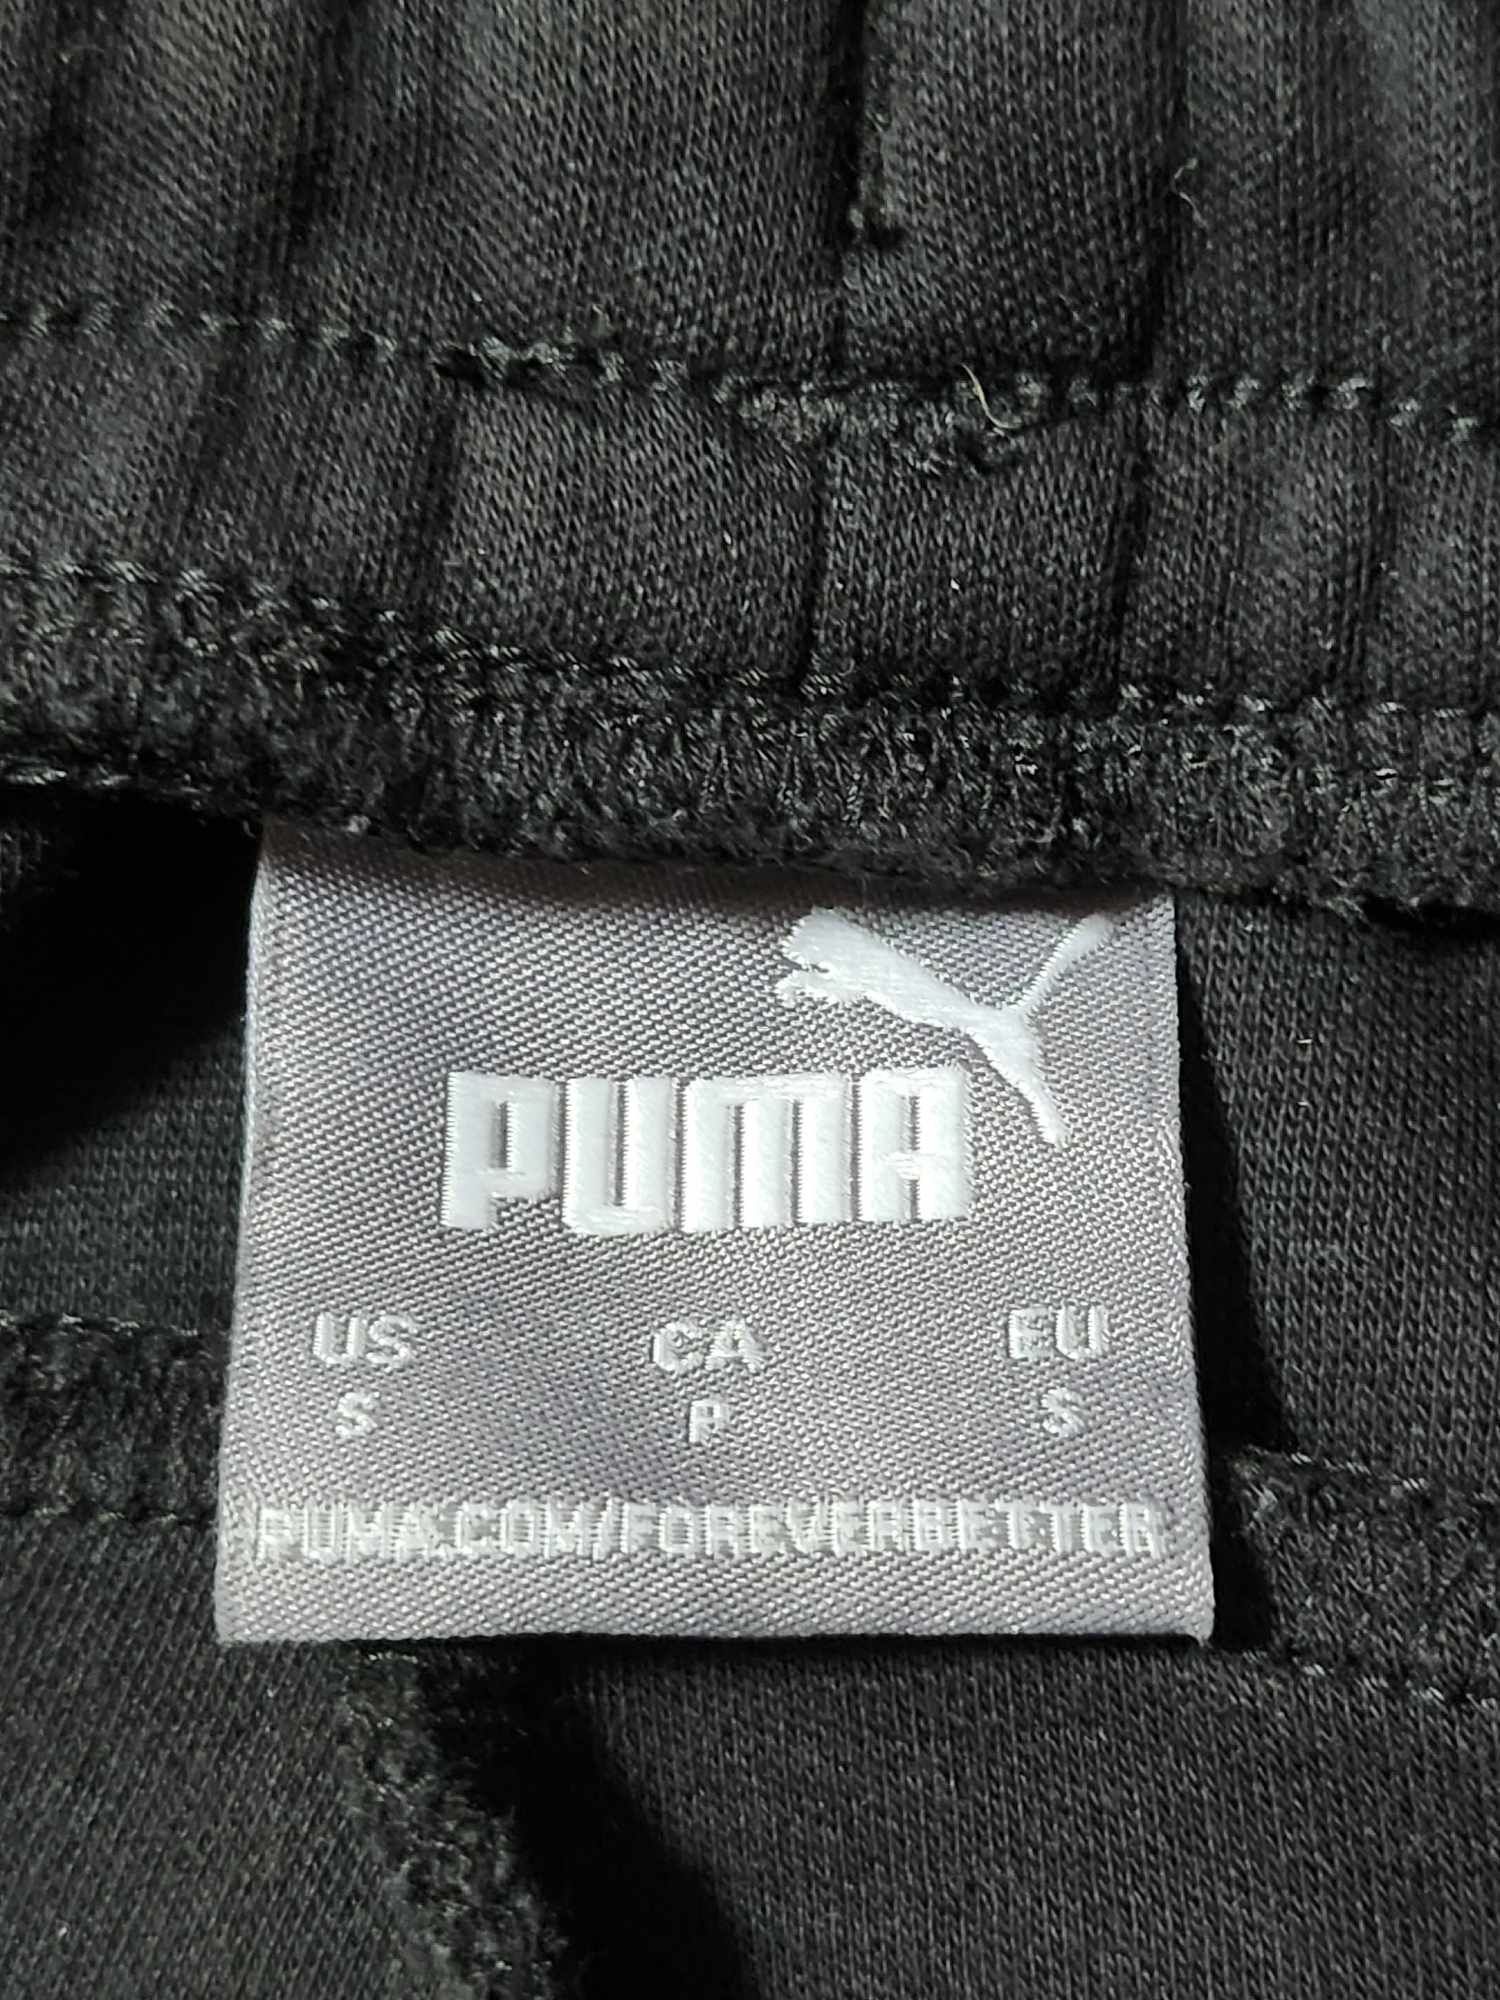 PUMA
US CA EU
S P S
PUMA.COM/FOREVERBETTER